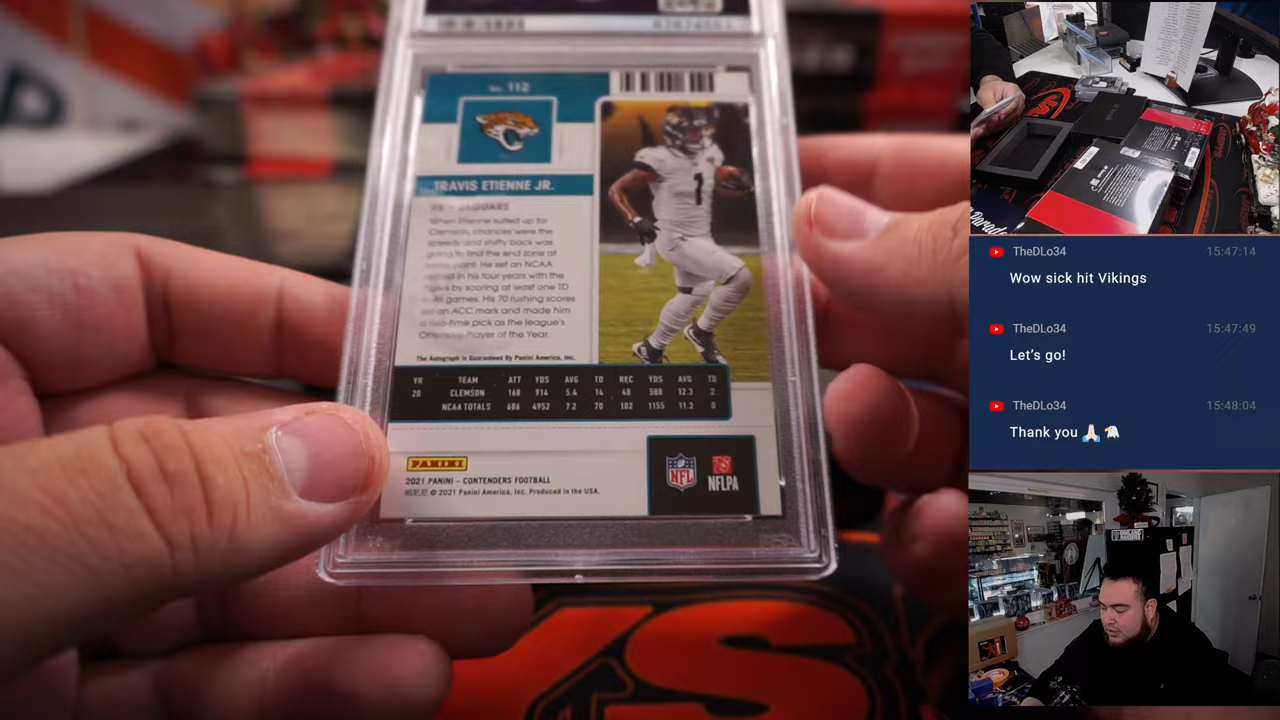 No. 112
TRAVIS ETIENNE JR.
JAGUARS
When Etienne suited up for
Clemson, chances were the
speedy and shifty back was
going to find the end zone at
some point. He set an NCAA
record in his four years with the
Tigers by scoring at least one TD
games. His 70 rushing scores
set an ACC mark and made him
a two-time pick as the league's
Offensive Player of the Year.
The Autograph Is Guaranteed By Panini America, Inc.
YR TEAM ATT YDS AVG TD REC YDS AVG TD
20 CLEMSON 168 914 5.4 14 48 588 12.3 2
NCAA TOTALS 686 4952 7.2 70 102 1155 11.3 8
PANINI
2021 PANINI - CONTENDERS FOOTBALL
© 2021 Panini America, Inc. Produced in the USA.
NFL
NFLPA
1
TheDLo34 15:47:14
Wow sick hit Vikings
TheDLo34 15:47:49
Let's go!
TheDLo34 15:48:04
Thank you 🙏🏻 🦅